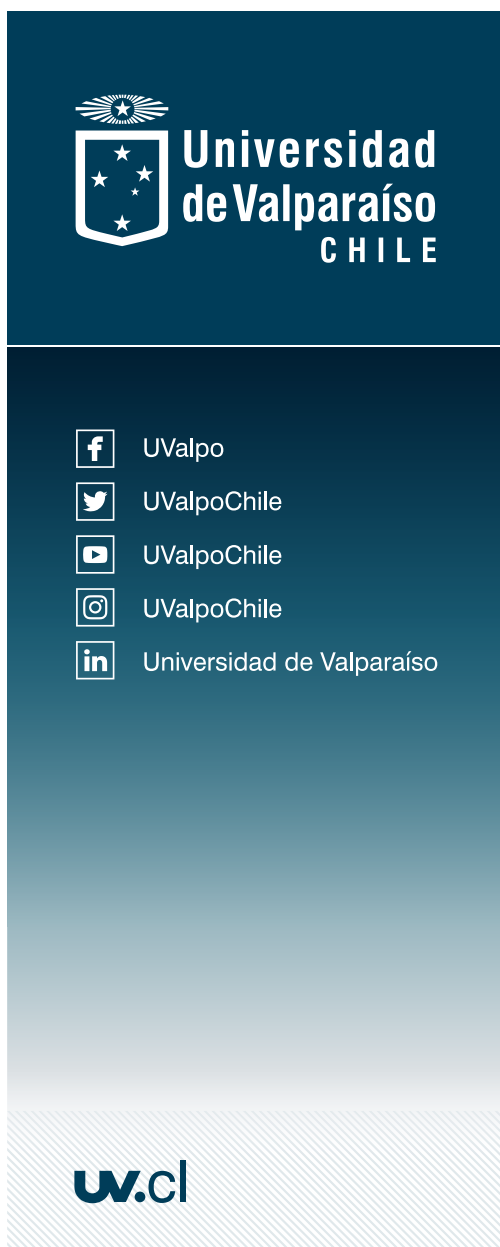 Universidad
de Valparaíso
CHILE
UValpo
UValpoChile
UValpoChile
UValpoChile
Universidad de Valparaíso
uv.cl